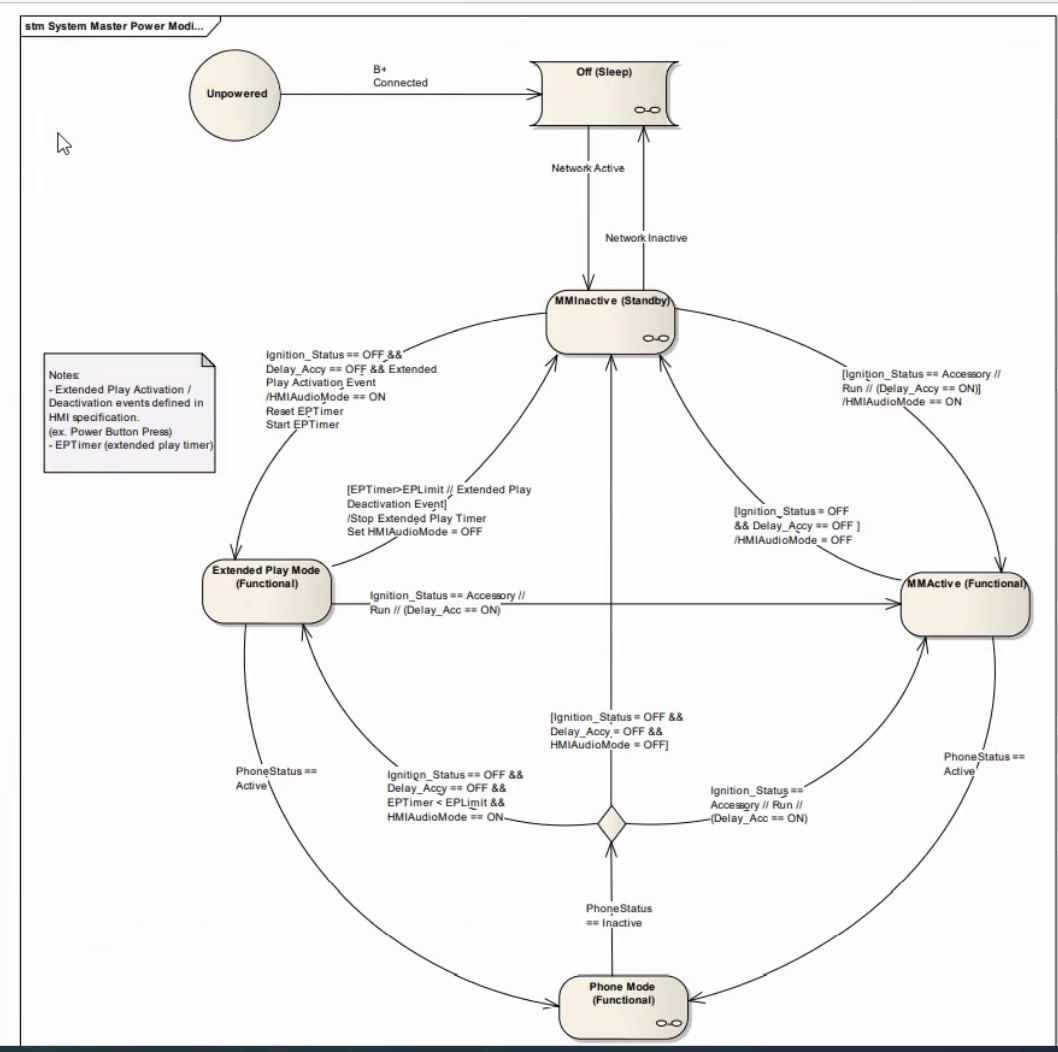 stm System Master Power Modi...
B+
Connected
Unpowered
Off (Sleep)
Network Active
Network Inactive
MMInactive (Standby)
Ignition_Status == OFF &&
Delay_Accy == OFF && Extended
Play Activation Event
/HMIAudioMode == ON
Reset EPTimer
Start EPTimer
[Ignition_Status == Accessory //
Run // (Delay_Accy == ON)]
/HMIAudioMode == ON
Notes:
- Extended Play Activation /
Deactivation events defined in
HMI specification.
(ex. Power Button Press)
- EPTimer (extended play timer)
[EPTimer>EPLimit // Extended Play
Deactivation Event]
/Stop Extended Play Timer
Set HMIAudioMode = OFF
[Ignition_Status = OFF
&& Delay_Accy == OFF ]
/HMIAudioMode = OFF
Extended Play Mode
(Functional)
MMActive (Functional)
Ignition_Status == Accessory //
Run // (Delay_Acc == ON)
[Ignition_Status = OFF &&
Delay_Accy = OFF &&
HMIAudioMode = OFF]
PhoneStatus ==
Active
Ignition_Status == OFF &&
Delay_Accy == OFF &&
EPTimer < EPLimit &&
HMIAudioMode == ON
Ignition_Status ==
Accessory // Run //
(Delay_Acc == ON)
PhoneStatus ==
Active
PhoneStatus
== Inactive
Phone Mode
(Functional)